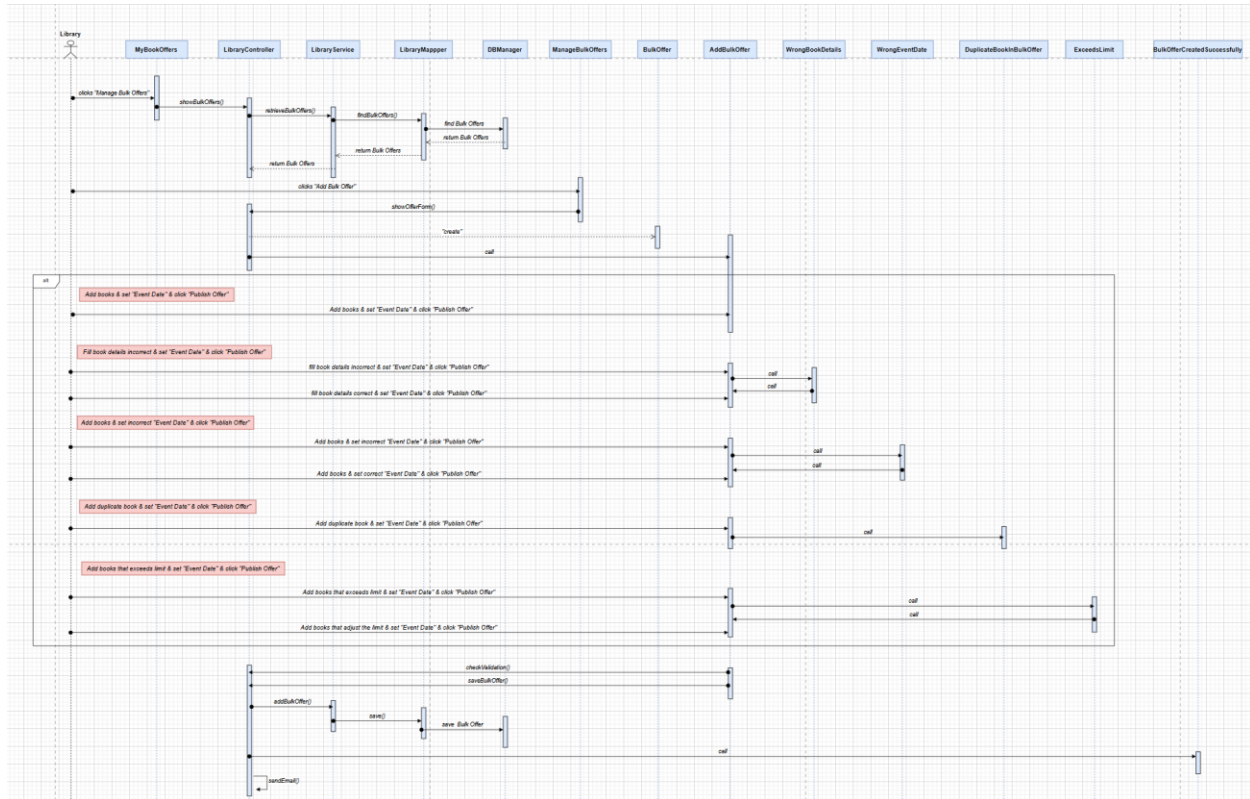 Library
MyBookOffers
LibraryController
LibraryService
LibraryMappper
DBManager
ManageBulkOffers
BulkOffer
AddBulkOffer
WrongBookDetails
WrongEventDate
DuplicateBookInBulkOffer
ExceedsLimit
BulkOfferCreatedSuccessfully
clicks "Manage Bulk Offers"
showBulkOffers()
retrieveBulkOffers()
findBulkOffers()
find Bulk Offers
return Bulk Offers
return Bulk Offers
return Bulk Offers
clicks "Add Bulk Offer"
showOfferForm()
"create"
call
alt
Add books & set "Event Date" & click "Publish Offer"
Add books & set "Event Date" & click "Publish Offer"
Fill book details incorrect & set "Event Date" & click "Publish Offer"
fill book details incorrect & set "Event Date" & click "Publish Offer"
call
call
fill book details correct & set "Event Date" & click "Publish Offer"
Add books & set incorrect "Event Date" & click "Publish Offer"
Add books & set incorrect "Event Date" & click "Publish Offer"
call
call
Add books & set correct "Event Date" & click "Publish Offer"
Add duplicate book & set "Event Date" & click "Publish Offer"
Add duplicate book & set "Event Date" & click "Publish Offer"
call
Add books that exceeds limit & set "Event Date" & click "Publish Offer"
Add books that exceeds limit & set "Event Date" & click "Publish Offer"
call
call
Add books that adjust the limit & set "Event Date" & click "Publish Offer"
checkValidation()
saveBulkOffer()
addBulkOffer()
save()
save Bulk Offer
call
sendEmail()